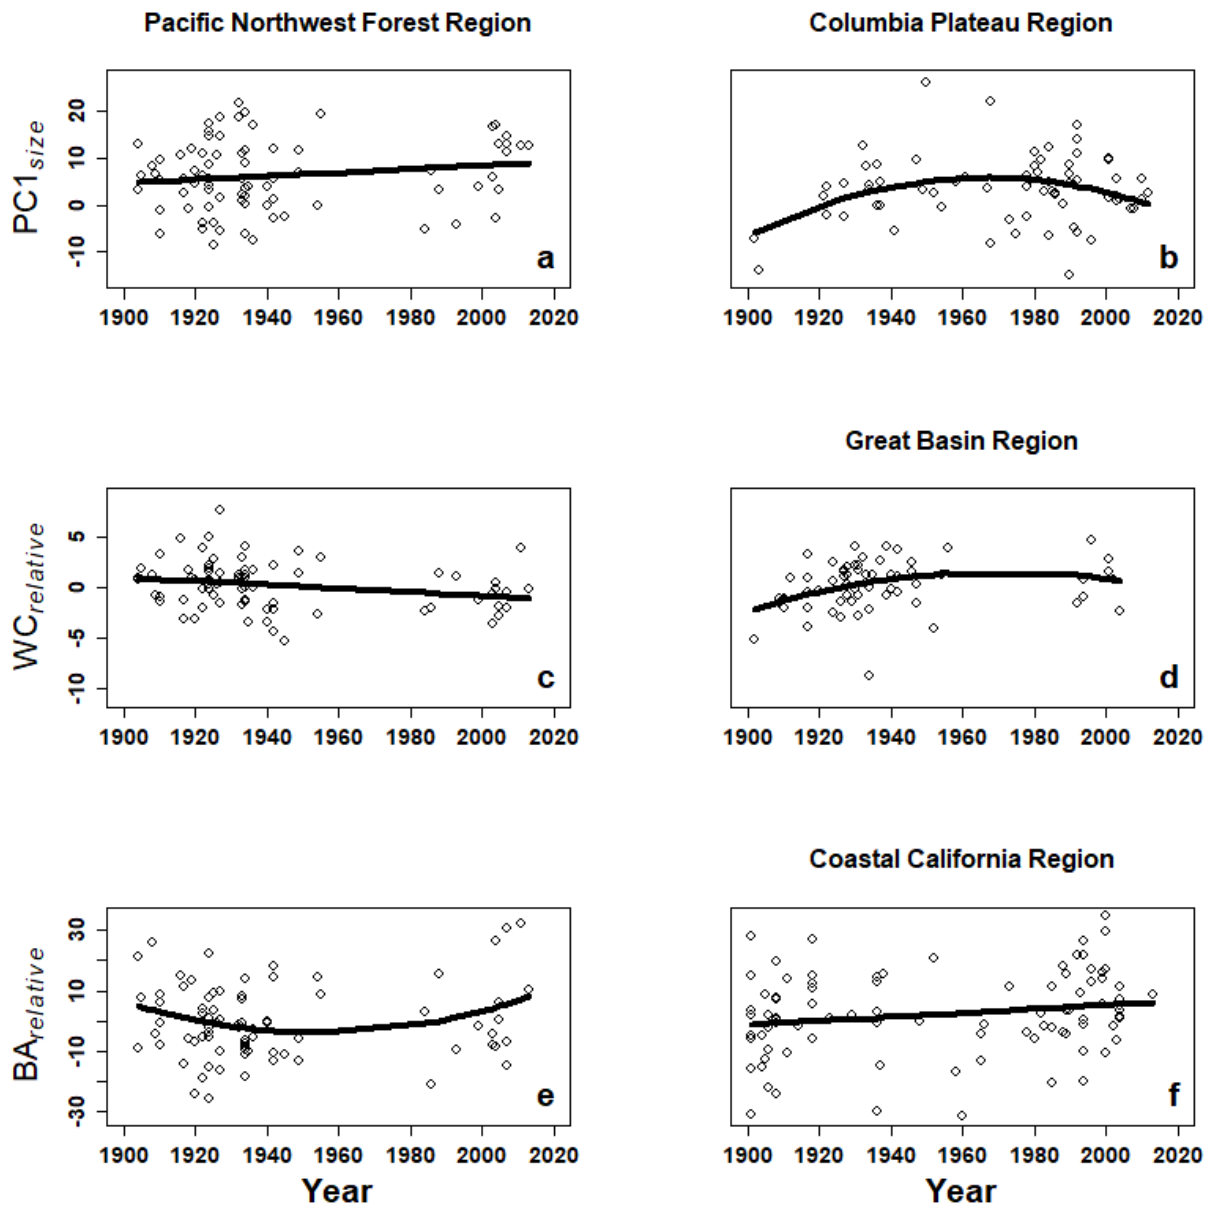 Pacific Northwest Forest Region
Columbia Plateau Region
PC1size
20
10
0
-10
a
b
1900 1920 1940 1960 1980 2000 2020
1900 1920 1940 1960 1980 2000 2020
Great Basin Region
WCrelative
5
0
-5
-10
c
d
1900 1920 1940 1960 1980 2000 2020
1900 1920 1940 1960 1980 2000 2020
Coastal California Region
BArelative
30
10
-10
-30
e
f
1900 1920 1940 1960 1980 2000 2020
1900 1920 1940 1960 1980 2000 2020
Year
Year